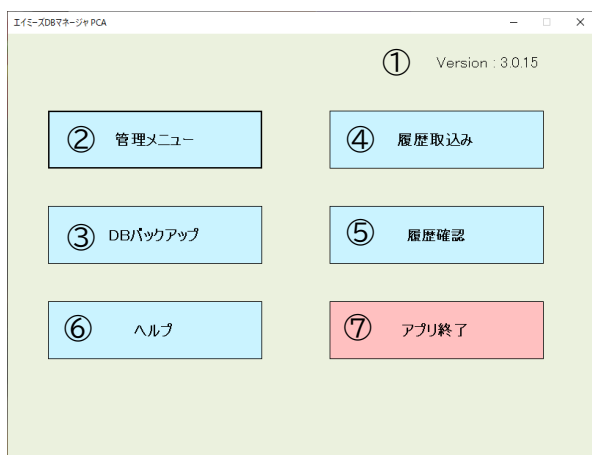 エイミーズDBマネージャ PCA
① Version : 3.0.15
② 管理メニュー
④ 履歴取込み
③ DBバックアップ
⑤ 履歴確認
⑥ ヘルプ
⑦ アプリ終了